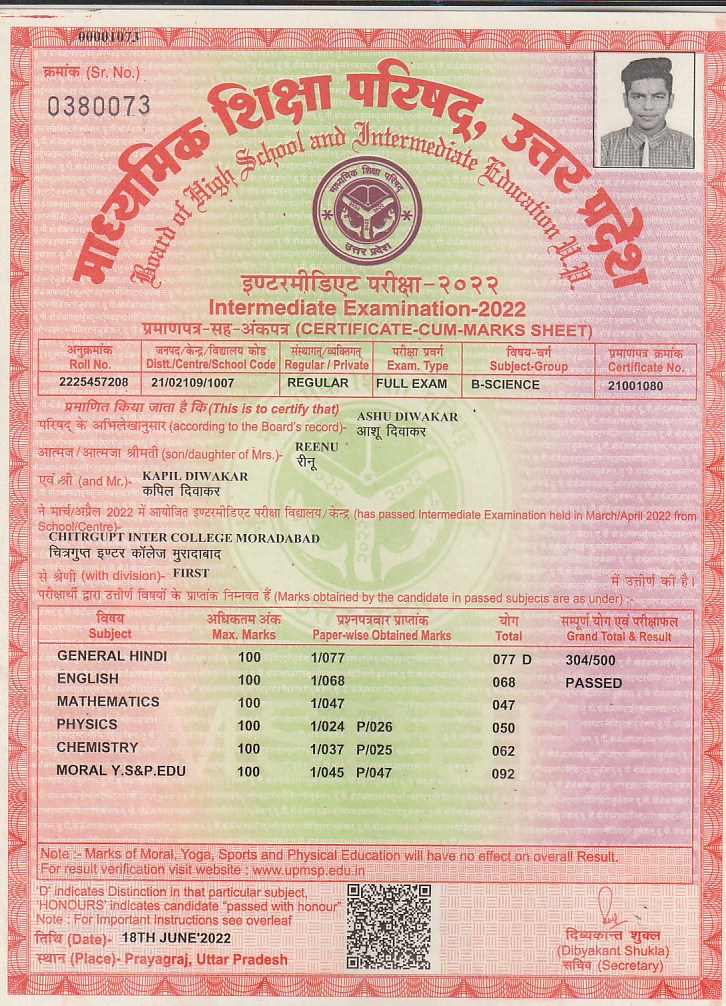 00001073
क्रमांक (Sr. No.)
0380073
माध्यमिक शिक्षा परिषद्, उत्तर प्रदेश
Board of High School and Intermediate Education U.P.
माध्यमिक शिक्षा परिषद
उत्तर प्रदेश
इण्टरमीडिएट परीक्षा-२०२२
Intermediate Examination-2022
प्रमाणपत्र-सह-अंकपत्र (CERTIFICATE-CUM-MARKS SHEET)
अनुक्रमांक जनपद/केन्द्र/विद्यालय कोड संस्थागत/व्यक्तिगत परीक्षा प्रवर्ग विषय-वर्ग प्रमाणपत्र क्रमांक
Roll No. Distt./Centre/School Code Regular / Private Exam. Type Subject-Group Certificate No.
2225457208 21/02109/1007 REGULAR FULL EXAM B-SCIENCE 21001080
प्रमाणित किया जाता है कि (This is to certify that) ASHU DIWAKAR
परिषद् के अभिलेखानुसार (according to the Board's record)- आशू दिवाकर
REENU
आत्मज/आत्मजा श्रीमती (son/daughter of Mrs.)- रीनू
KAPIL DIWAKAR
एवं श्री (and Mr.)- कपिल दिवाकर
ने मार्च/अप्रैल 2022 में आयोजित इण्टरमीडिएट परीक्षा विद्यालय/केन्द्र (has passed Intermediate Examination held in March/April 2022 from
School/Centre)-
CHITRGUPT INTER COLLEGE MORADABAD
चित्रगुप्त इण्टर कॉलेज मुरादाबाद
से श्रेणी (with division)- FIRST में उत्तीर्ण की है।
परीक्षार्थी द्वारा उत्तीर्ण विषयों के प्राप्तांक निम्नवत हैं (Marks obtained by the candidate in passed subjects are as under) :-
विषय अधिकतम अंक प्रश्नपत्रवार प्राप्तांक योग सम्पूर्ण योग एवं परीक्षाफल
Subject Max. Marks Paper-wise Obtained Marks Total Grand Total & Result
GENERAL HINDI 100 1/077 077 D 304/500
ENGLISH 100 1/068 068 PASSED
MATHEMATICS 100 1/047 047
PHYSICS 100 1/024 P/026 050
CHEMISTRY 100 1/037 P/025 062
MORAL Y.S&P.EDU 100 1/045 P/047 092
Note :- Marks of Moral, Yoga, Sports and Physical Education will have no effect on overall Result.
For result verification visit website : www.upmsp.edu.in
'D' indicates Distinction in that particular subject,
'HONOURS' indicates candidate "passed with honour"
Note : For Important Instructions see overleaf
तिथि (Date)- 18TH JUNE'2022
स्थान (Place)- Prayagraj, Uttar Pradesh
दिब्यकान्त शुक्ल
(Dibyakant Shukla)
सचिव (Secretary)